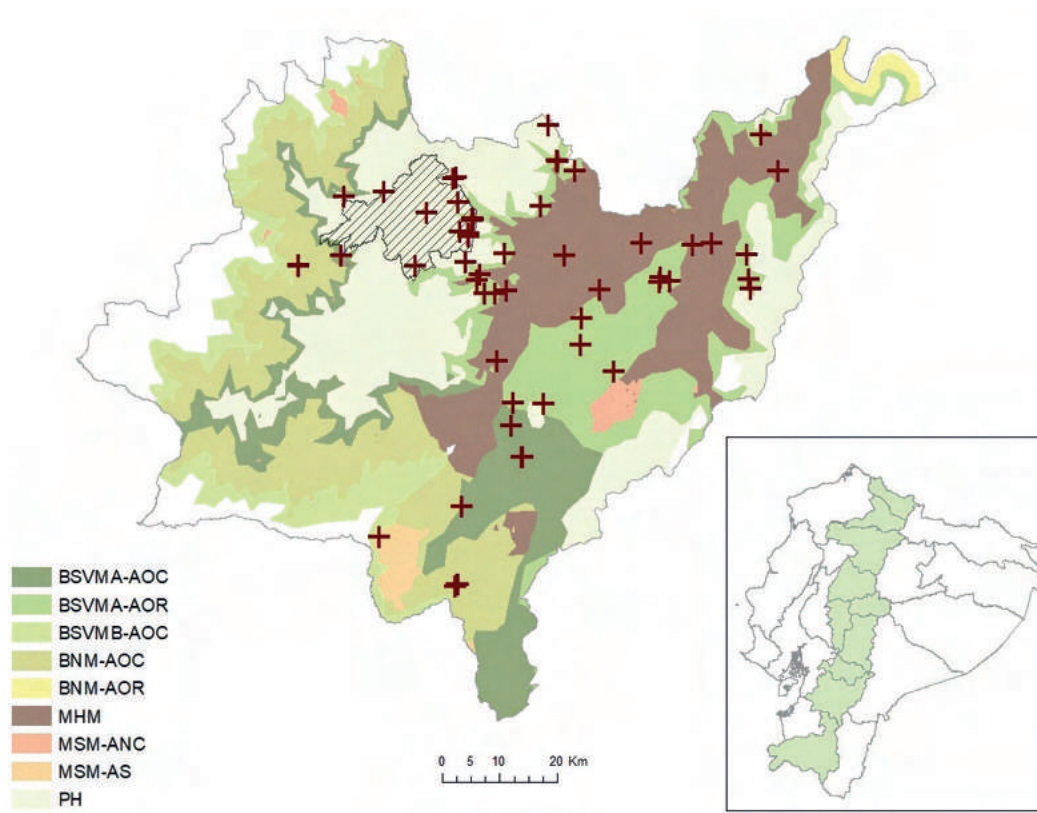 BSVMA-AOC
BSVMA-AOR
BSVMB-AOC
BNM-AOC
BNM-AOR
MHM
MSM-ANC
MSM-AS
PH
0 5 10 20 Km